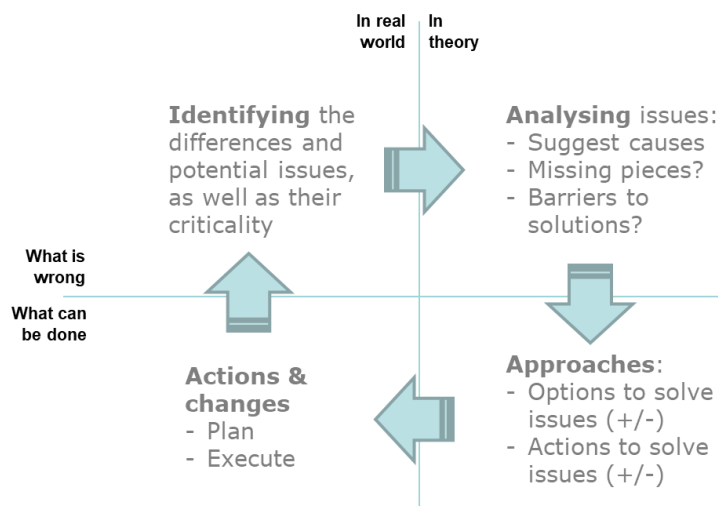 In real
world
In
theory
Identifying the
differences and
potential issues,
as well as their
criticality
Analysing issues:
- Suggest causes
- Missing pieces?
- Barriers to
solutions?
What is
wrong
What can
be done
Actions &
changes
- Plan
- Execute
Approaches:
- Options to solve
issues (+/-)
- Actions to solve
issues (+/-)